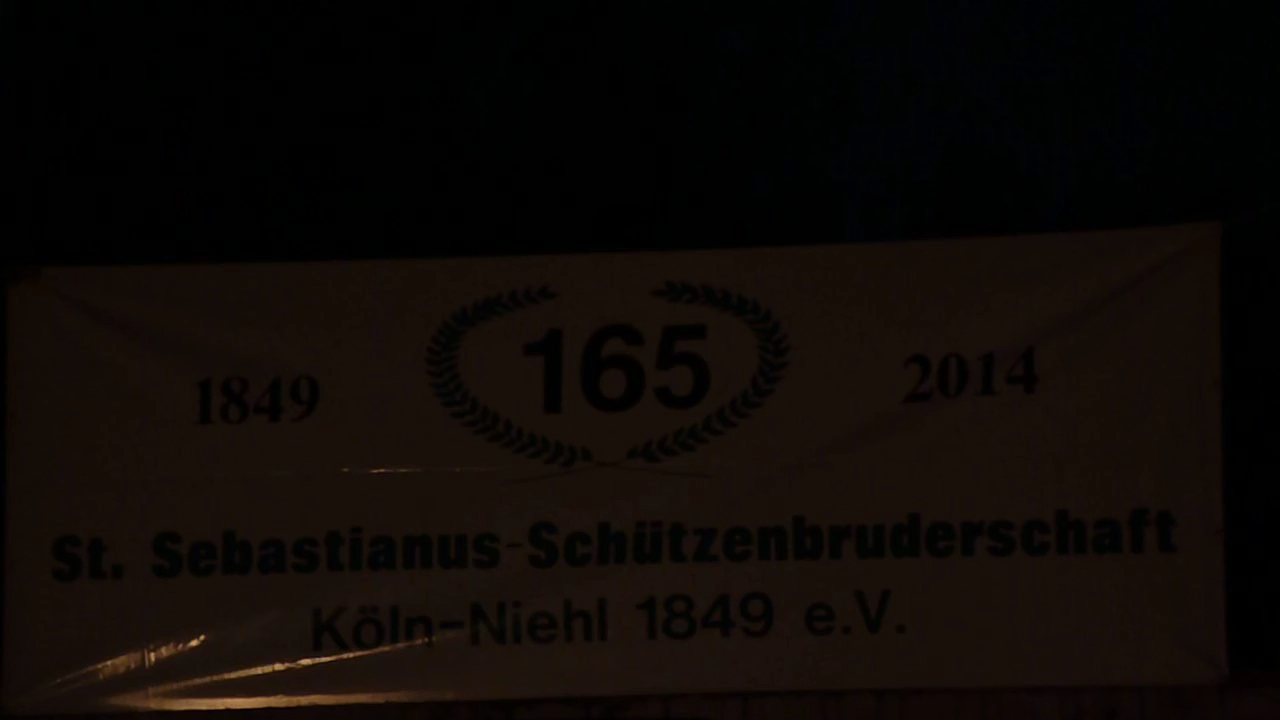 1849 165 2014
St. Sebastianus-Schützenbruderschaft
Köln-Niehl 1849 e.V.